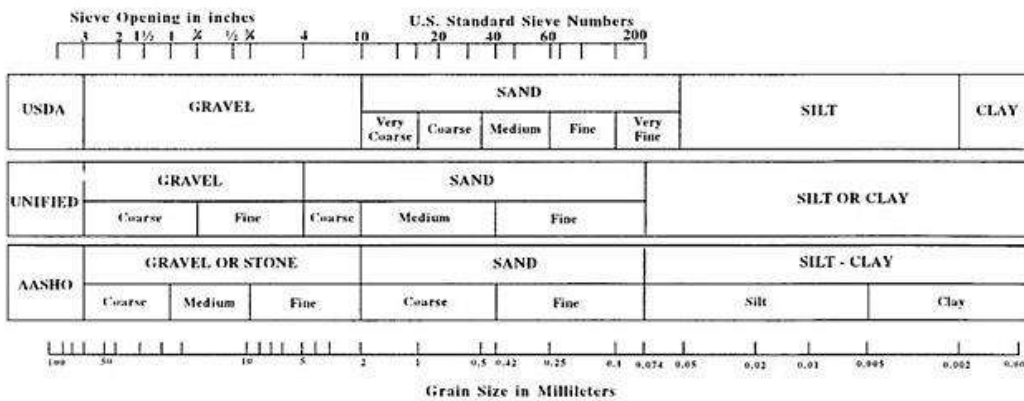 Sieve Opening in inches U.S. Standard Sieve Numbers
3 2 1½ 1 ¾ ½ ⅜ 4 10 20 40 60 200
USDA GRAVEL SAND SILT CLAY
Very Coarse Coarse Medium Fine Very Fine
UNIFIED GRAVEL SAND SILT OR CLAY
Coarse Fine Coarse Medium Fine
AASHO GRAVEL OR STONE SAND SILT - CLAY
Coarse Medium Fine Coarse Fine Silt Clay
100 50 10 5 2 1 0.5 0.42 0.25 0.1 0.074 0.05 0.02 0.01 0.005 0.002
Grain Size in Millileters